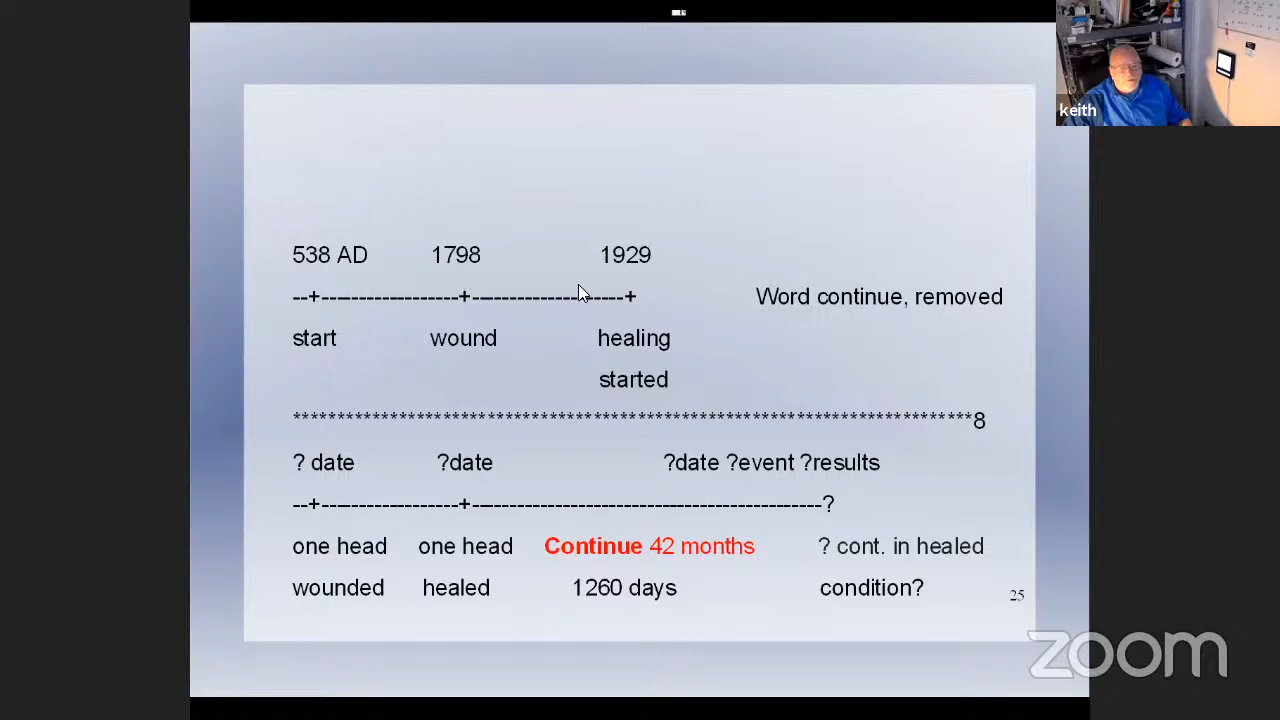 keith
538 AD 1798 1929
--+-------------------+----------------------+ Word continue, removed
start wound healing
started
*****************************************************************************8
? date ?date ?date ?event ?results
--+-------------------+------------------------------------------------?
one head one head Continue 42 months ? cont. in healed
wounded healed 1260 days condition?
25
zoom